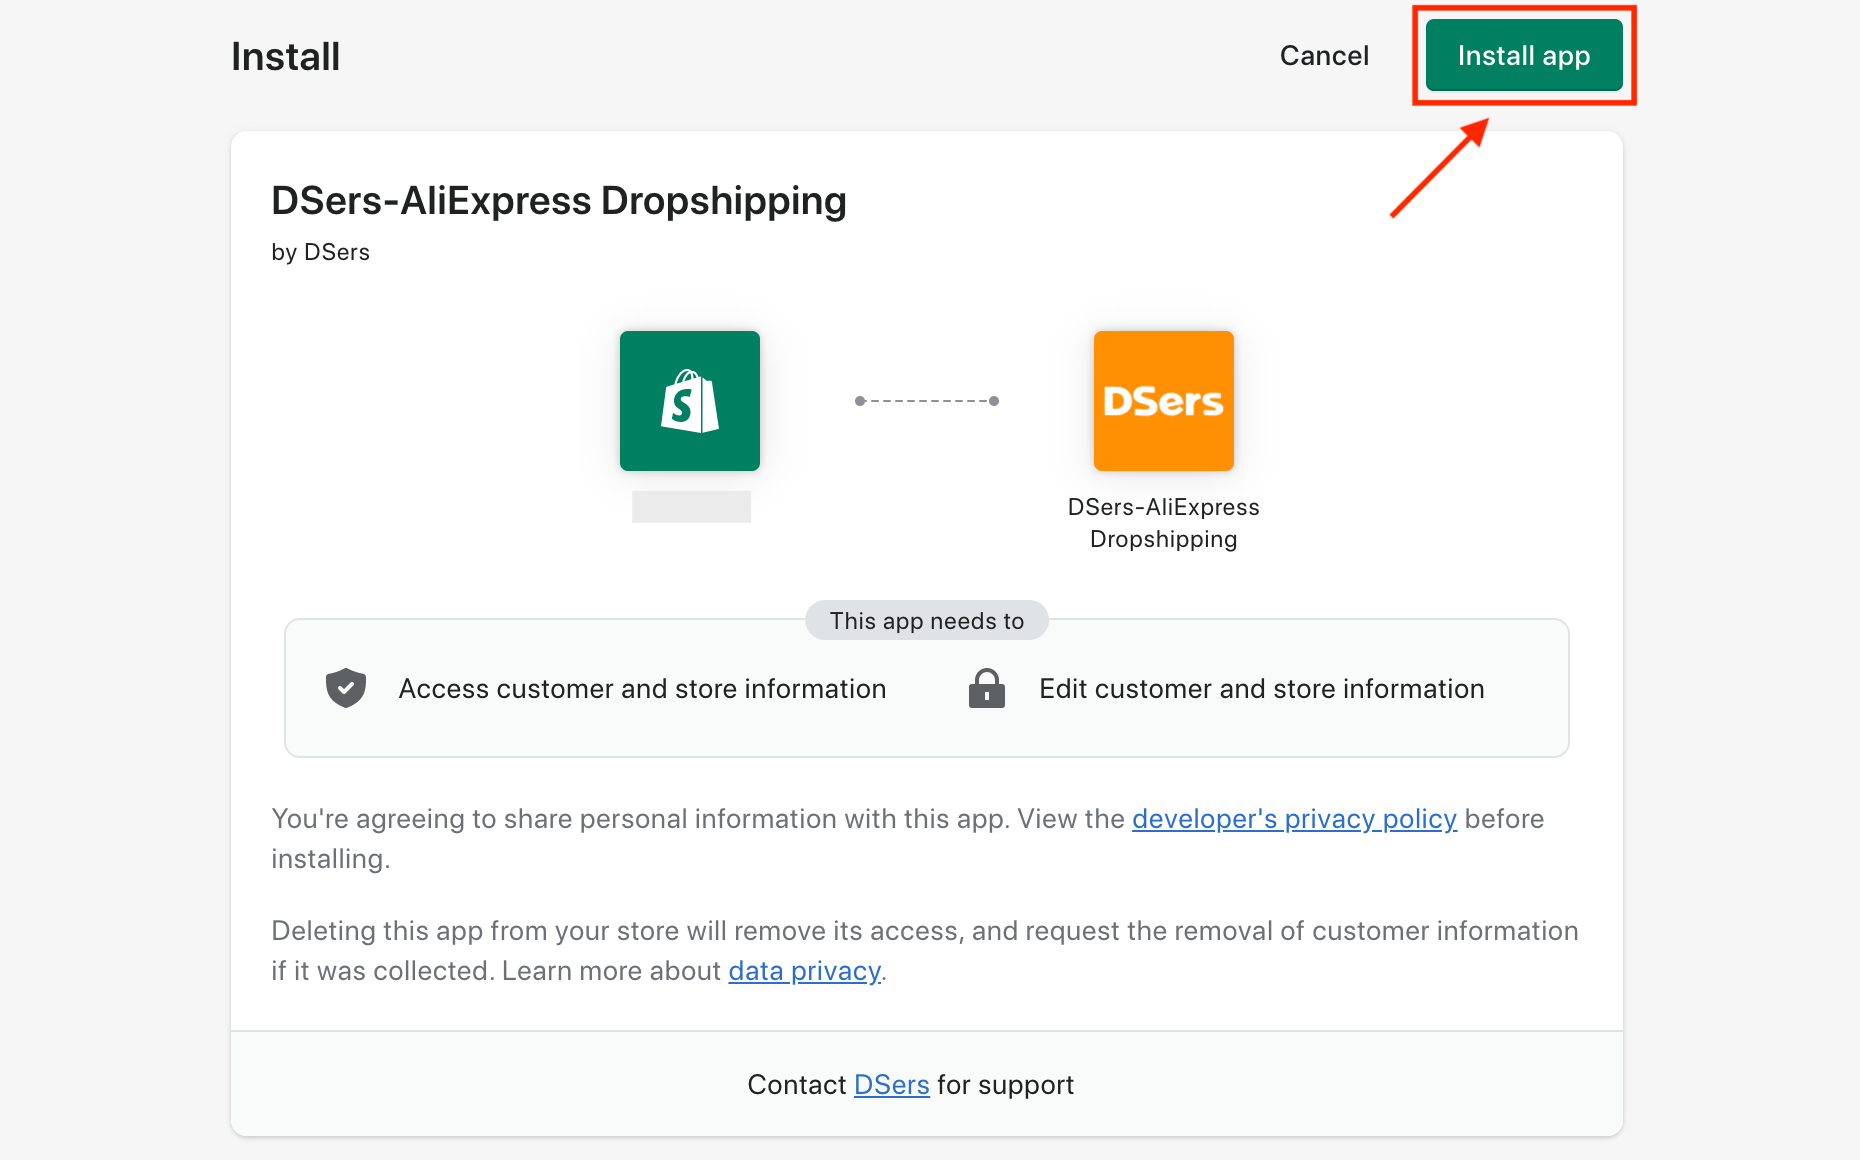 Install
Cancel
Install app
DSers-AliExpress Dropshipping
by DSers
S
DSers
DSers-AliExpress
Dropshipping
This app needs to
Access customer and store information
Edit customer and store information
You're agreeing to share personal information with this app. View the developer's privacy policy before
installing.
Deleting this app from your store will remove its access, and request the removal of customer information
if it was collected. Learn more about data privacy.
Contact DSers for support